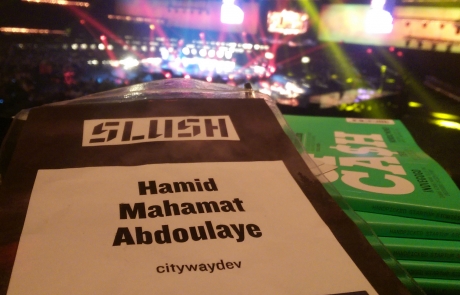 SLUSH
Hamid
Mahamat
Abdoulaye
citywaydev
CASH